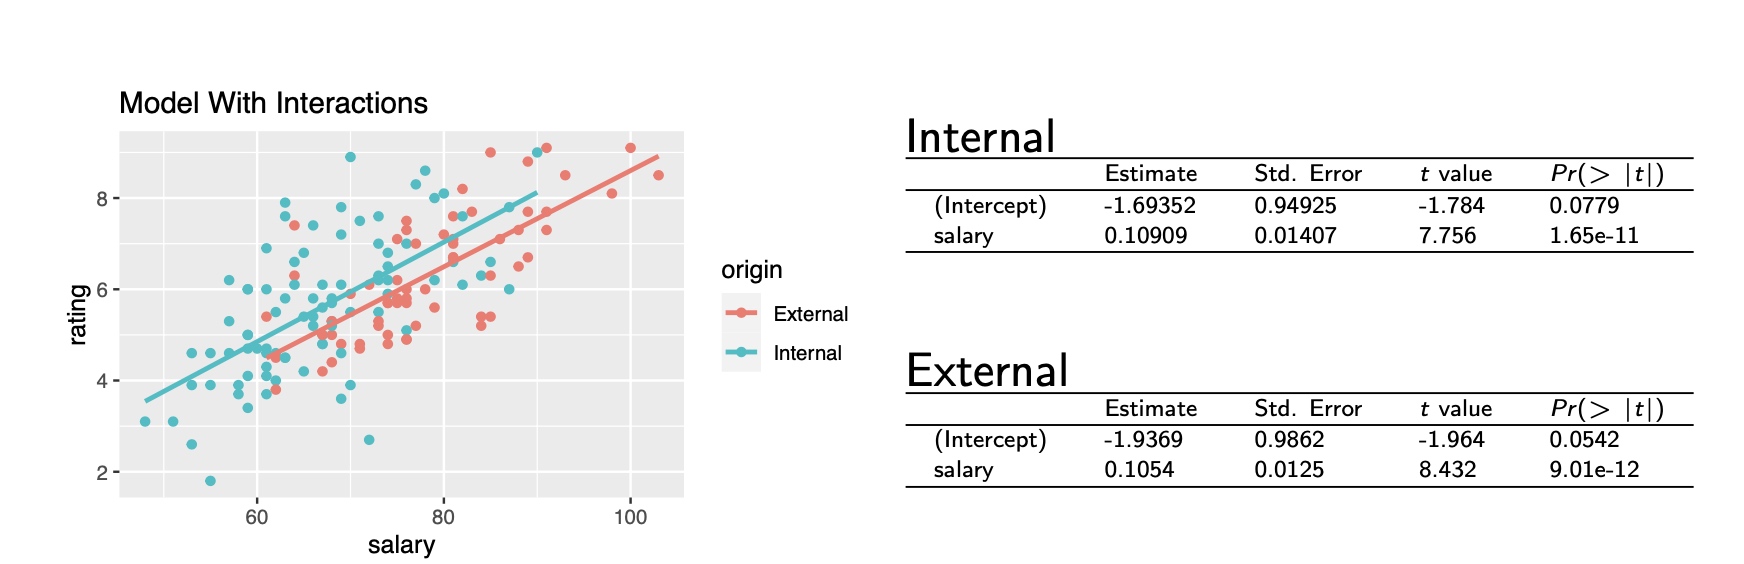 Model With Interactions
rating
8
6
4
2
60 80 100
salary
origin
External
Internal
Internal
Estimate Std. Error t value Pr(> |t|)
(Intercept) -1.69352 0.94925 -1.784 0.0779
salary 0.10909 0.01407 7.756 1.65e-11
External
Estimate Std. Error t value Pr(> |t|)
(Intercept) -1.9369 0.9862 -1.964 0.0542
salary 0.1054 0.0125 8.432 9.01e-12